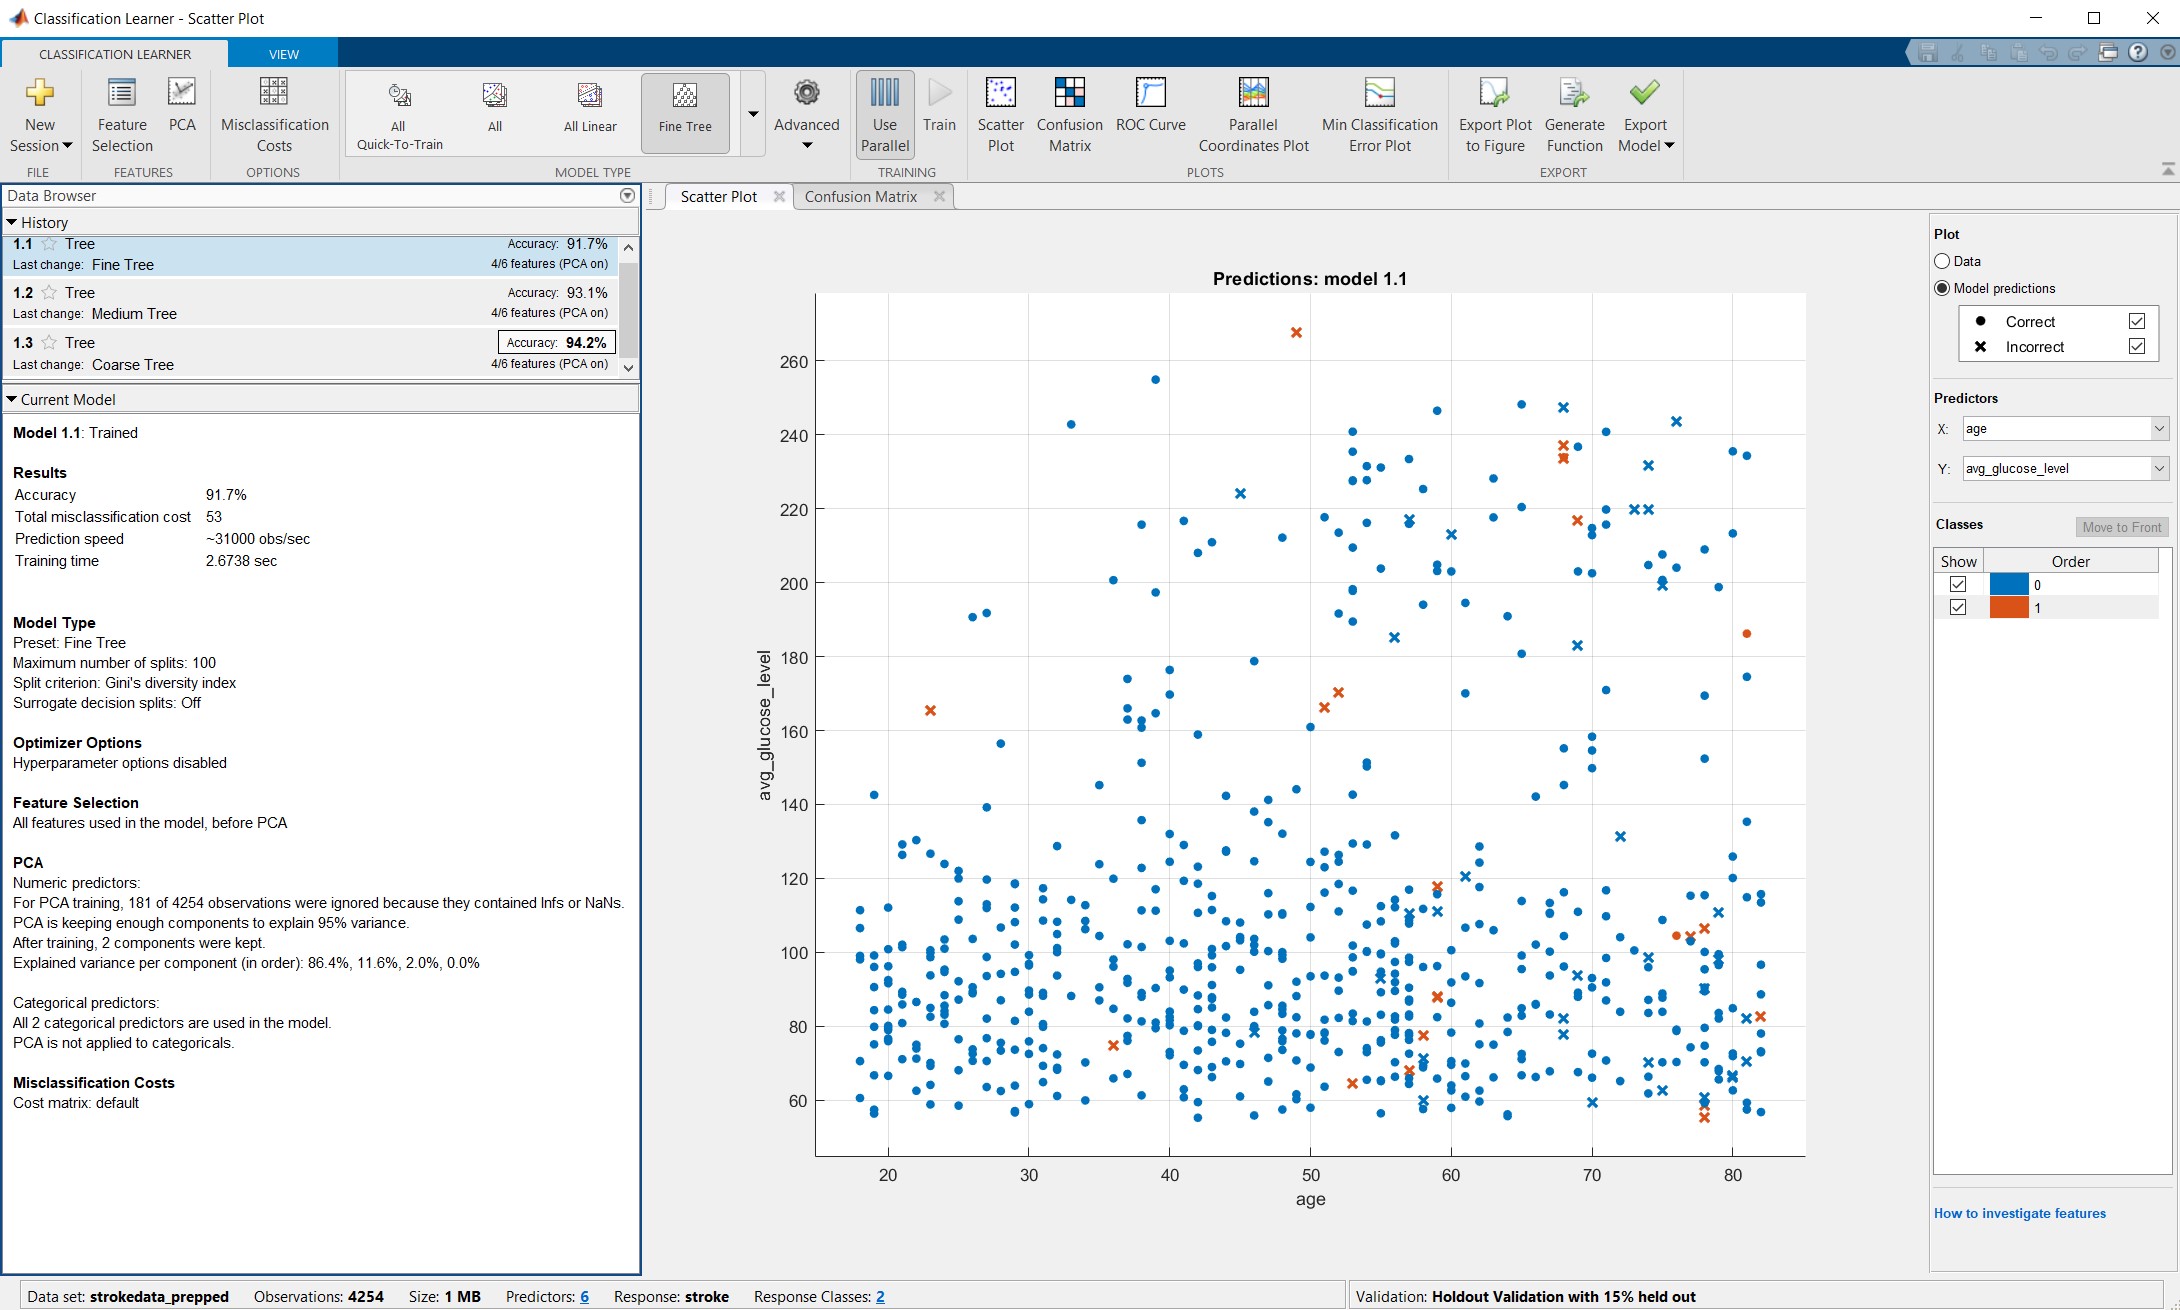 Classification Learner - Scatter Plot
CLASSIFICATION LEARNER
VIEW
New Session
Feature Selection
PCA
Misclassification Costs
All Quick-To-Train
All
All Linear
Fine Tree
Advanced
Use Parallel
Train
Scatter Plot
Confusion Matrix
ROC Curve
Parallel Coordinates Plot
Min Classification Error Plot
Export Plot to Figure
Generate Function
Export Model
FILE
FEATURES
OPTIONS
MODEL TYPE
TRAINING
PLOTS
EXPORT
Data Browser
History
1.1 Tree Accuracy: 91.7%
Last change: Fine Tree 4/6 features (PCA on)
1.2 Tree Accuracy: 93.1%
Last change: Medium Tree 4/6 features (PCA on)
1.3 Tree Accuracy: 94.2%
Last change: Coarse Tree 4/6 features (PCA on)
Current Model
Model 1.1: Trained
Results
Accuracy 91.7%
Total misclassification cost 53
Prediction speed ~31000 obs/sec
Training time 2.6738 sec
Model Type
Preset: Fine Tree
Maximum number of splits: 100
Split criterion: Gini's diversity index
Surrogate decision splits: Off
Optimizer Options
Hyperparameter options disabled
Feature Selection
All features used in the model, before PCA
PCA
Numeric predictors:
For PCA training, 181 of 4254 observations were ignored because they contained Infs or NaNs.
PCA is keeping enough components to explain 95% variance.
After training, 2 components were kept.
Explained variance per component (in order): 86.4%, 11.6%, 2.0%, 0.0%
Categorical predictors:
All 2 categorical predictors are used in the model.
PCA is not applied to categoricals.
Misclassification Costs
Cost matrix: default
Scatter Plot
Confusion Matrix
Predictions: model 1.1
260
240
220
200
180
160
140
120
100
80
60
avg_glucose_level
20 30 40 50 60 70 80
age
Plot
Data
Model predictions
Correct
Incorrect
Predictors
X: age
Y: avg_glucose_level
Classes
Move to Front
Show Order
0
1
How to investigate features
Data set: strokedata_prepped Observations: 4254 Size: 1 MB Predictors: 6 Response: stroke Response Classes: 2
Validation: Holdout Validation with 15% held out